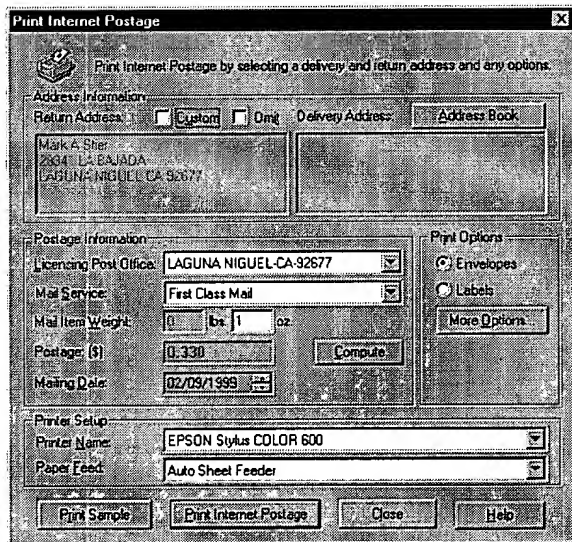 Print Internet Postage
Print Internet Postage by selecting a delivery and return address and any options.
Address Information
Return Address: Custom Omit Delivery Address: Address Book
Mark A Sher
LA BAJADA
LAGUNA NIGUEL CA 92677
Postage Information
Print Options
Licencing Post Office: LAGUNA NIGUEL-CA-92677
Envelopes
Mail Service: First Class Mail
Labels
Mail Item Weight: 0 lbs. 1 oz.
More Options
Postage: ($) 0.330 Compute
Mailing Date: 02/09/1999
Printer Setup
Printer Name: EPSON Stylus COLOR 600
Paper Feed: Auto Sheet Feeder
Print Sample Print Internet Postage Close Help